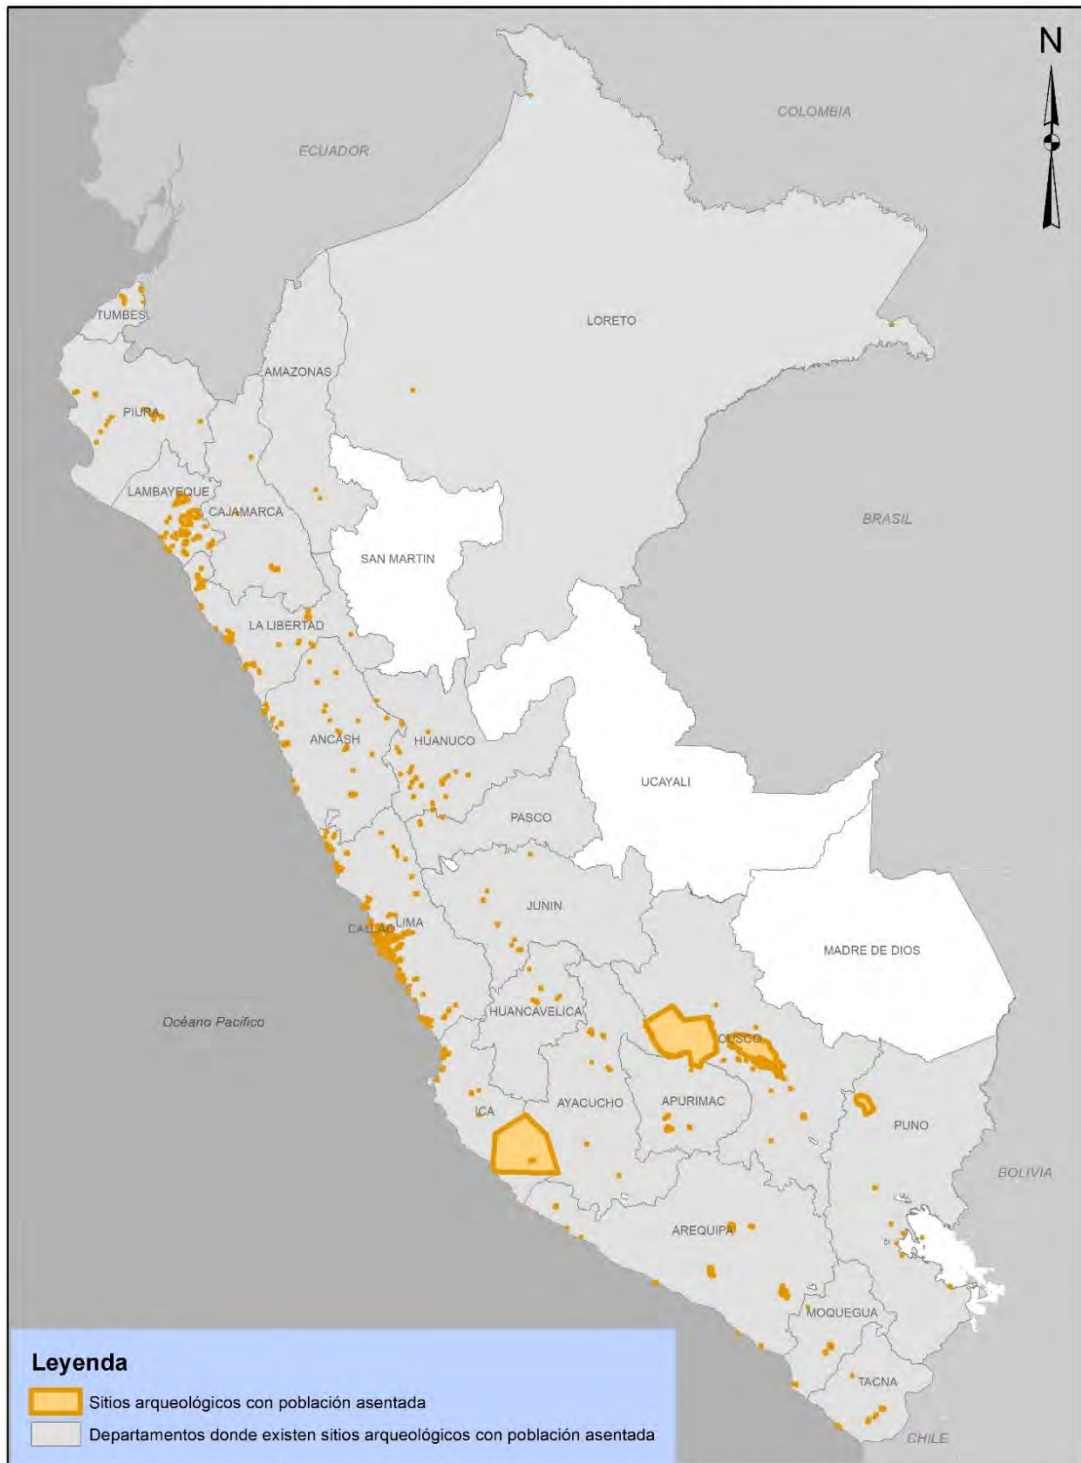 N
COLOMBIA
ECUADOR
LORETO
TUMBES
AMAZONAS
PIURA
LAMBAYEQUE
CAJAMARCA
BRASIL
SAN MARTIN
LA LIBERTAD
ANCASH
HUANUCO
UCAYALI
PASCO
JUNIN
LIMA
CALLAO
MADRE DE DIOS
HUANCAVELICA
Océano Pacífico
CUSCO
AYACUCHO
APURIMAC
ICA
PUNO
BOLIVIA
AREQUIPA
MOQUEGUA
TACNA
CHILE
Leyenda
Sitios arqueológicos con población asentada
Departamentos donde existen sitios arqueológicos con población asentada